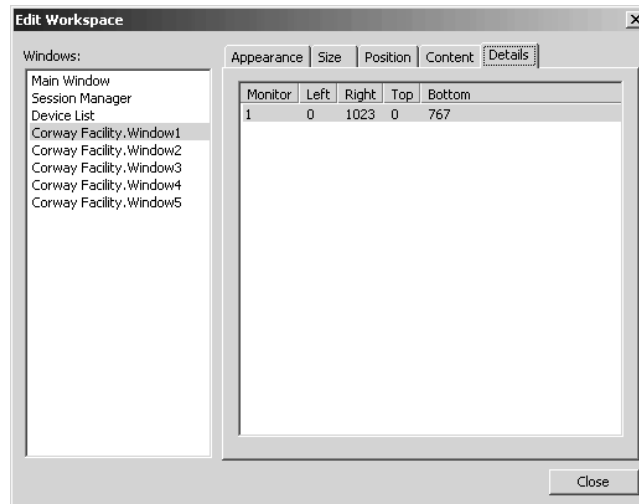 Edit Workspace
Windows:
Main Window
Session Manager
Device List
Corway Facility.Window1
Corway Facility.Window2
Corway Facility.Window3
Corway Facility.Window4
Corway Facility.Window5
Appearance Size Position Content Details
Monitor Left Right Top Bottom
1 0 1023 0 767
Close